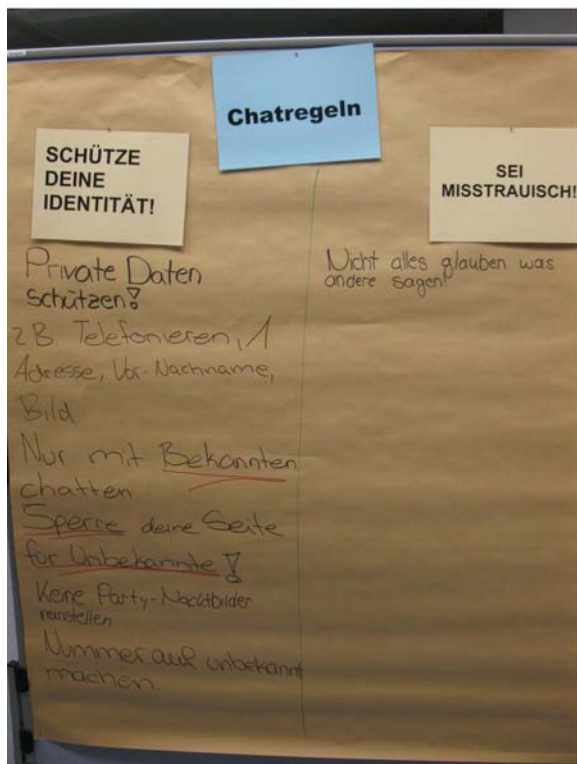 Chatregeln
SCHÜTZE
DEINE
IDENTITÄT!
Private Daten
schützen!
z B Telefonieren, 1
Adresse, Vor-Nachname,
Bild
Nur mit Bekannten
chatten
Sperre deine Seite
für Unbekannte!
Keine Party-Nacktbilder
reinstellen
Nummer auf unbekannt
machen.
SEI
MISSTRAUISCH!
Nicht alles glauben was
andere sagen!